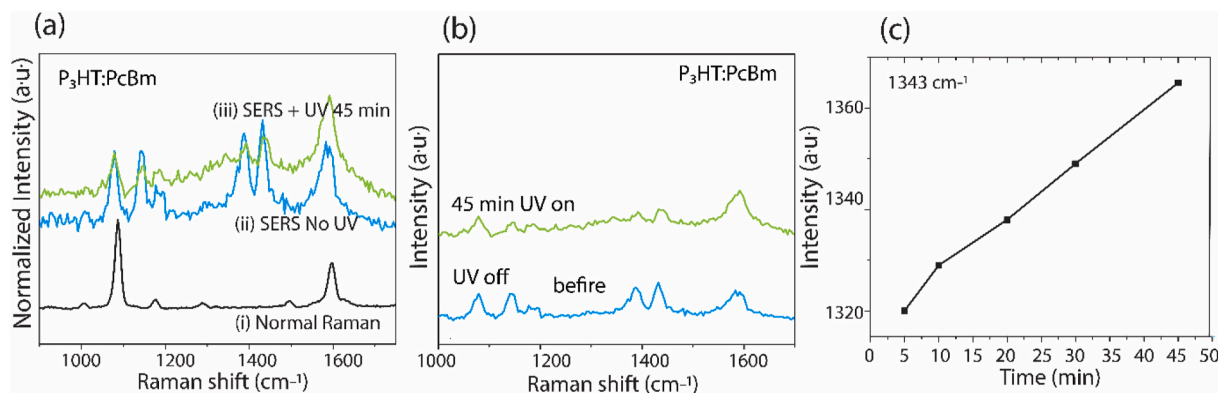 (a)
P₃HT:PcBm
(iii) SERS + UV 45 min
(ii) SERS No UV
(i) Normal Raman
Normalized Intensity (a·u·)
1000 1200 1400 1600
Raman shift (cm⁻¹)
(b)
P₃HT:PcBm
45 min UV on
UV off
befire
Intensity (a·u·)
1000 1200 1400 1600
Raman shift (cm⁻¹)
(c)
1343 cm⁻¹
1360
1340
1320
Intensity (a·u·)
0 5 10 15 20 25 30 35 40 45 50
Time (min)